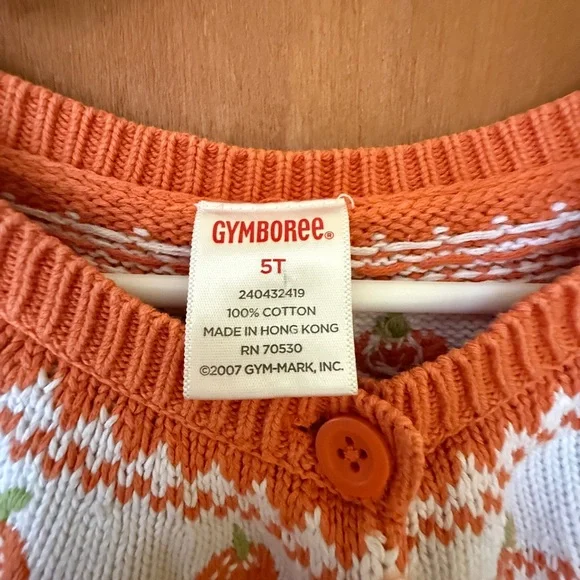 GYMBOREE®
5T
240432419
100% COTTON
MADE IN HONG KONG
RN 70530
©2007 GYM-MARK, INC.